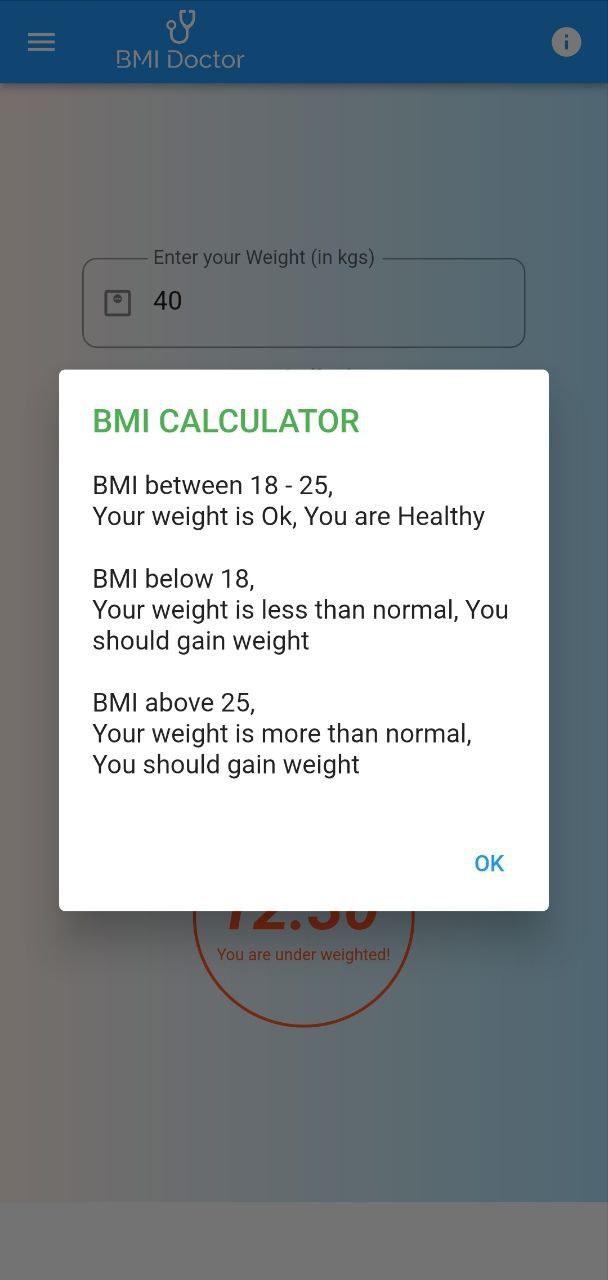 BMI Doctor
Enter your Weight (in kgs)
40
BMI CALCULATOR
BMI between 18 - 25,
Your weight is Ok, You are Healthy
BMI below 18,
Your weight is less than normal, You
should gain weight
BMI above 25,
Your weight is more than normal,
You should gain weight
OK
You are under weighted!